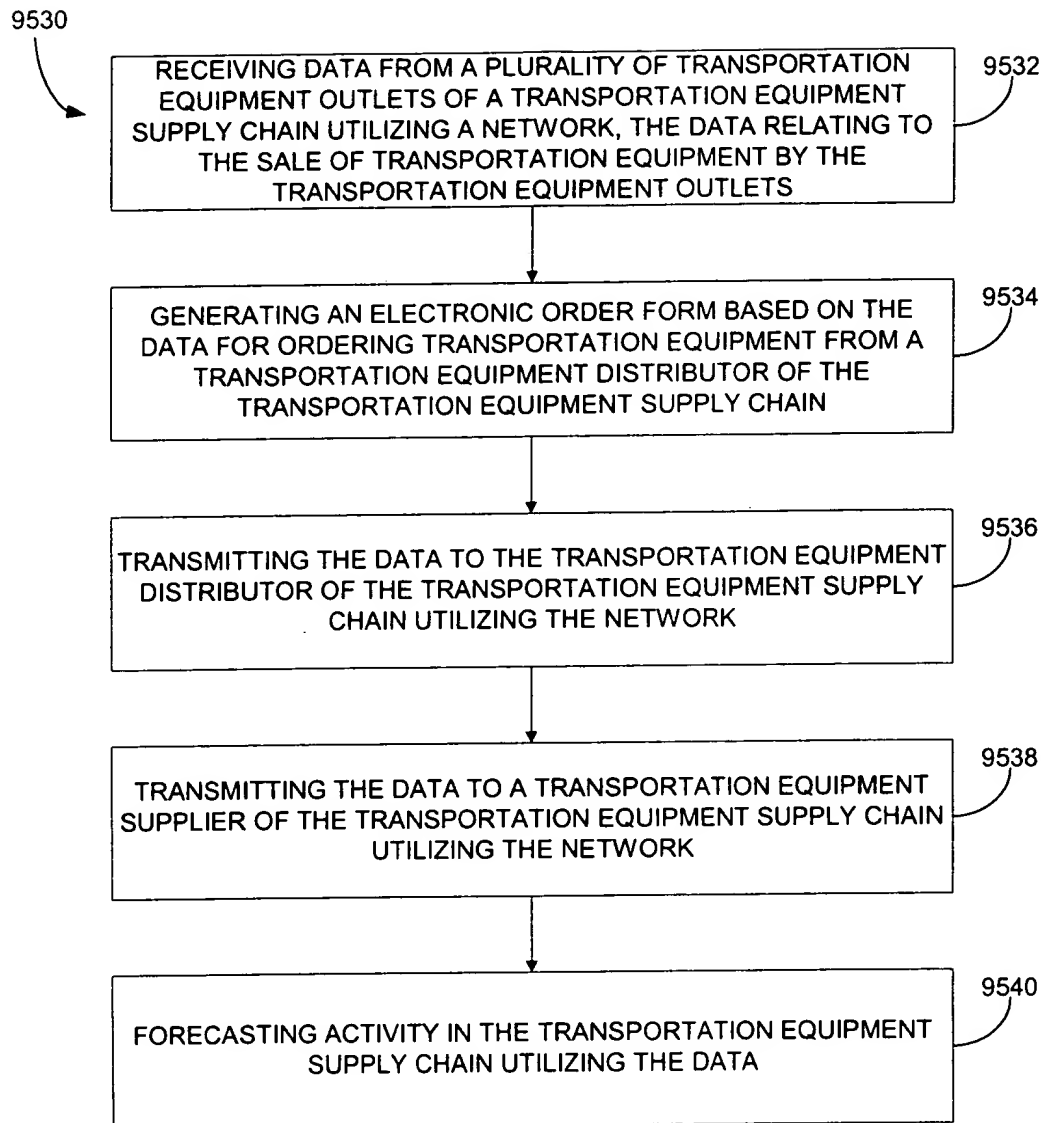 9530
RECEIVING DATA FROM A PLURALITY OF TRANSPORTATION
EQUIPMENT OUTLETS OF A TRANSPORTATION EQUIPMENT
SUPPLY CHAIN UTILIZING A NETWORK, THE DATA RELATING TO
THE SALE OF TRANSPORTATION EQUIPMENT BY THE
TRANSPORTATION EQUIPMENT OUTLETS
9532
GENERATING AN ELECTRONIC ORDER FORM BASED ON THE
DATA FOR ORDERING TRANSPORTATION EQUIPMENT FROM A
TRANSPORTATION EQUIPMENT DISTRIBUTOR OF THE
TRANSPORTATION EQUIPMENT SUPPLY CHAIN
9534
TRANSMITTING THE DATA TO THE TRANSPORTATION EQUIPMENT
DISTRIBUTOR OF THE TRANSPORTATION EQUIPMENT SUPPLY
CHAIN UTILIZING THE NETWORK
9536
TRANSMITTING THE DATA TO A TRANSPORTATION EQUIPMENT
SUPPLIER OF THE TRANSPORTATION EQUIPMENT SUPPLY CHAIN
UTILIZING THE NETWORK
9538
FORECASTING ACTIVITY IN THE TRANSPORTATION EQUIPMENT
SUPPLY CHAIN UTILIZING THE DATA
9540